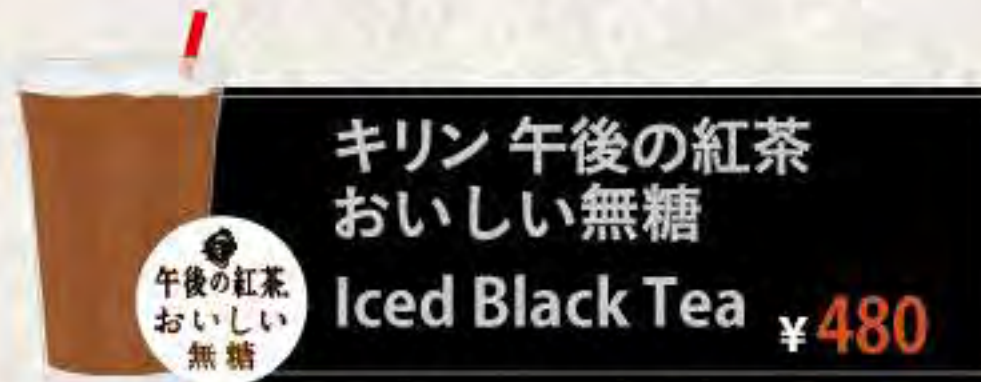 キリン 午後の紅茶
おいしい無糖
Iced Black Tea ¥480
午後の紅茶
おいしい
無糖